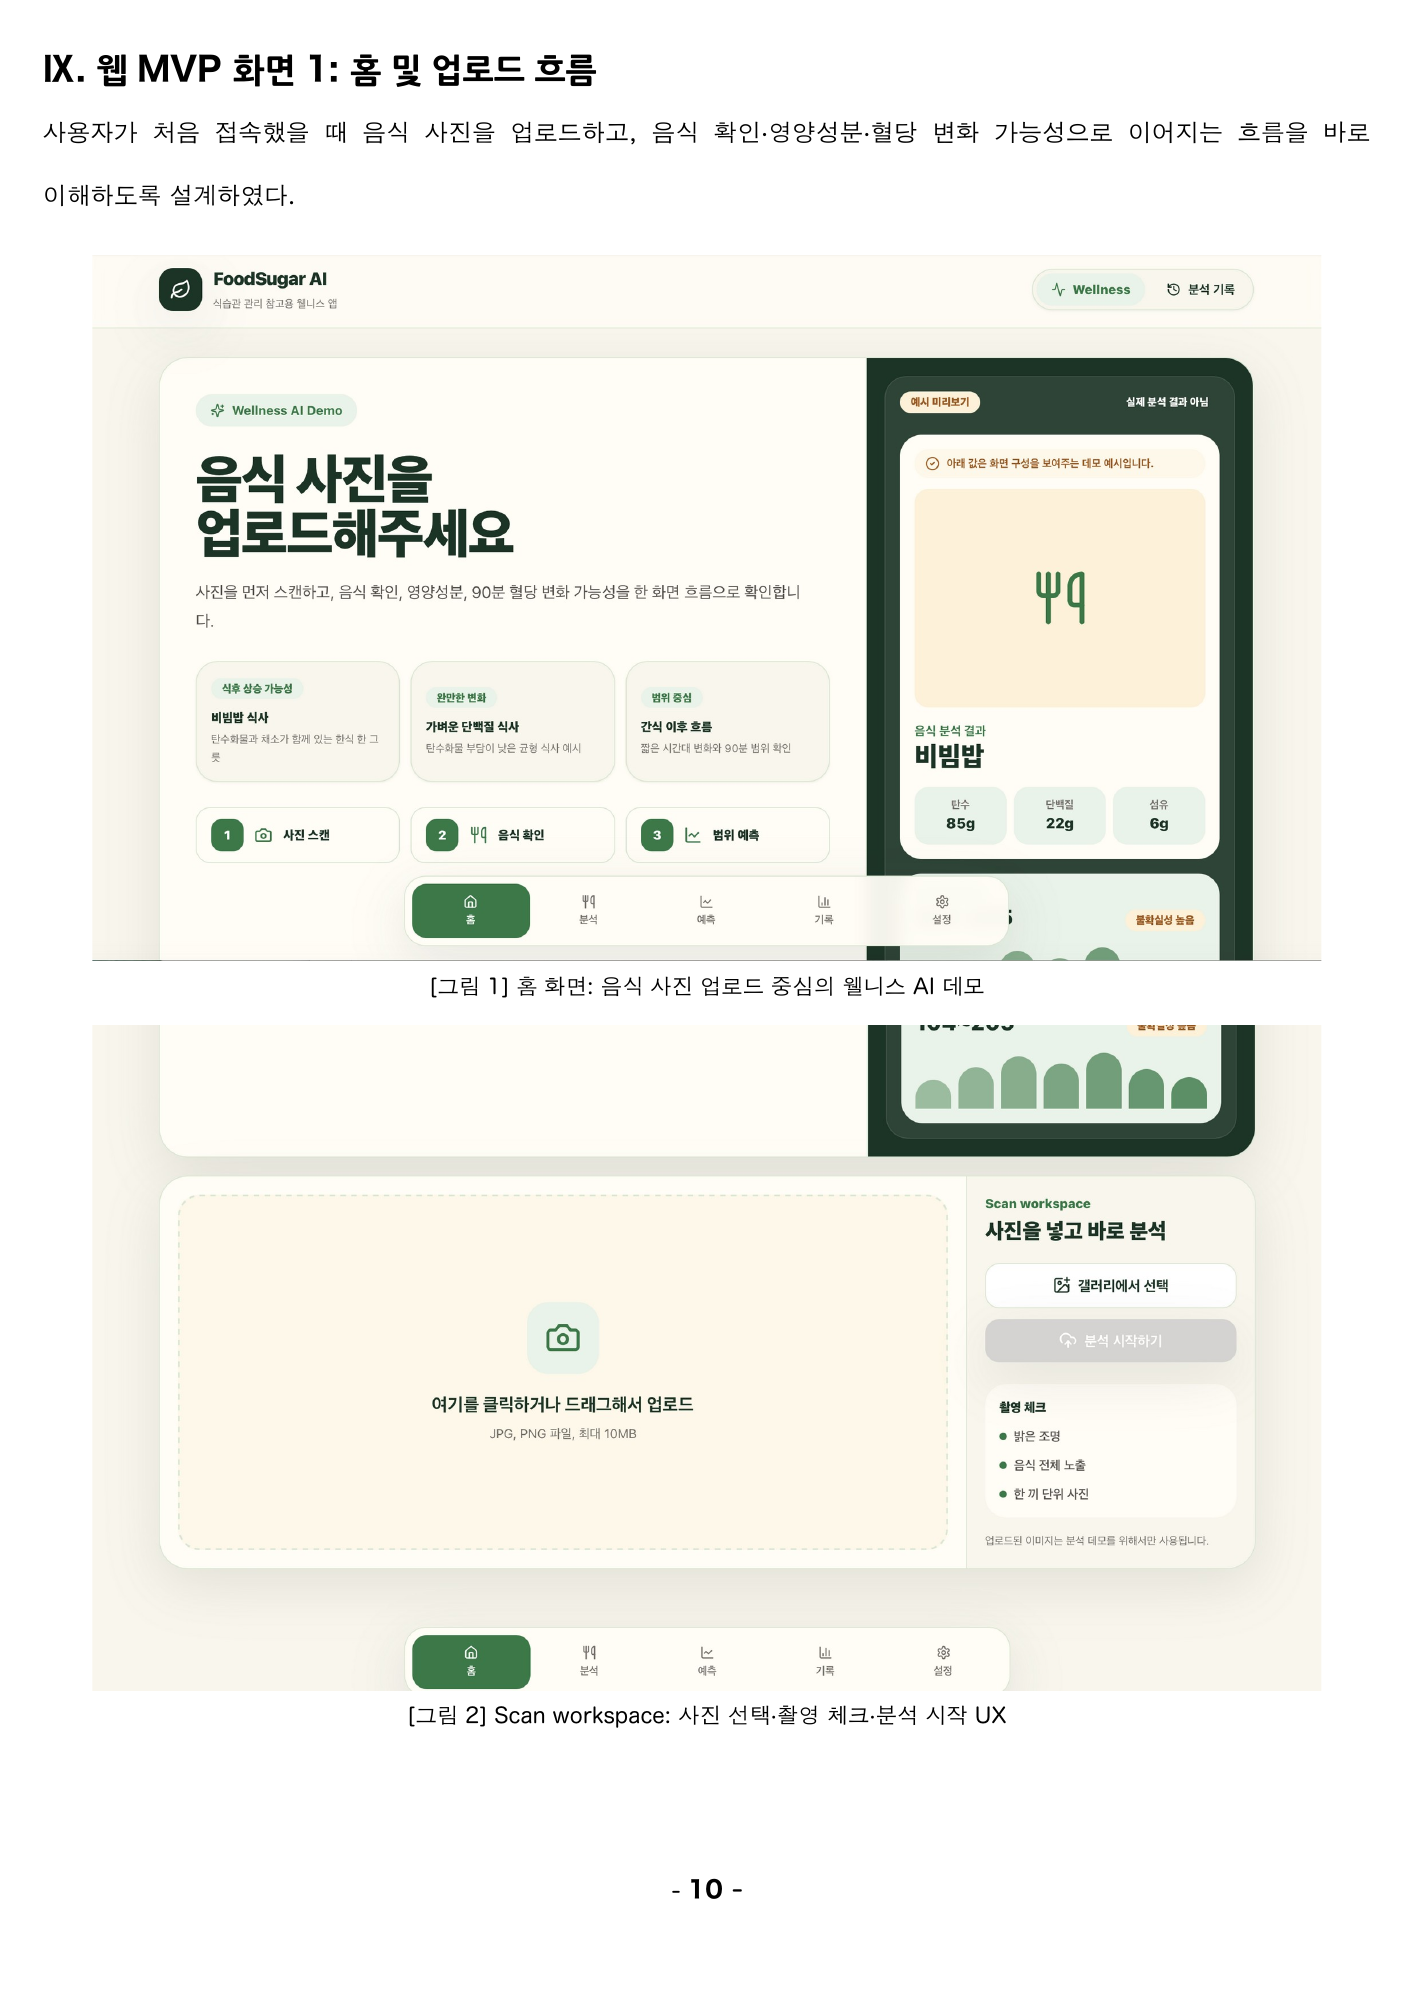 IX. 웹 MVP 화면 1: 홈 및 업로드 흐름
사용자가 처음 접속했을 때 음식 사진을 업로드하고, 음식 확인·영양성분·혈당 변화 가능성으로 이어지는 흐름을 바로
이해하도록 설계하였다.
FoodSugar AI
식습관 관리 참고용 웰니스 앱
Wellness
분석 기록
Wellness AI Demo
음식 사진을
업로드해주세요
사진을 먼저 스캔하고, 음식 확인, 영양성분, 90분 혈당 변화 가능성을 한 화면 흐름으로 확인합니
다.
식후 상승 가능성
비빔밥 식사
탄수화물과 채소가 함께 있는 한식 한 그
릇
완만한 변화
가벼운 단백질 식사
탄수화물 부담이 낮은 균형 식사 예시
범위 중심
간식 이후 흐름
짧은 시간대 변화와 90분 범위 확인
1 사진 스캔
2 음식 확인
3 범위 예측
예시 미리보기
실제 분석 결과 아님
아래 값은 화면 구성을 보여주는 데모 예시입니다.
음식 분석 결과
비빔밥
탄수
85g
단백질
22g
섬유
6g
불확실성 높음
홈
분석
예측
기록
설정
[그림 1] 홈 화면: 음식 사진 업로드 중심의 웰니스 AI 데모
불확실성 높음
Scan workspace
사진을 넣고 바로 분석
갤러리에서 선택
분석 시작하기
여기를 클릭하거나 드래그해서 업로드
JPG, PNG 파일, 최대 10MB
촬영 체크
밝은 조명
음식 전체 노출
한 끼 단위 사진
업로드된 이미지는 분석 데모를 위해서만 사용됩니다.
홈
분석
예측
기록
설정
[그림 2] Scan workspace: 사진 선택·촬영 체크·분석 시작 UX
- 10 -